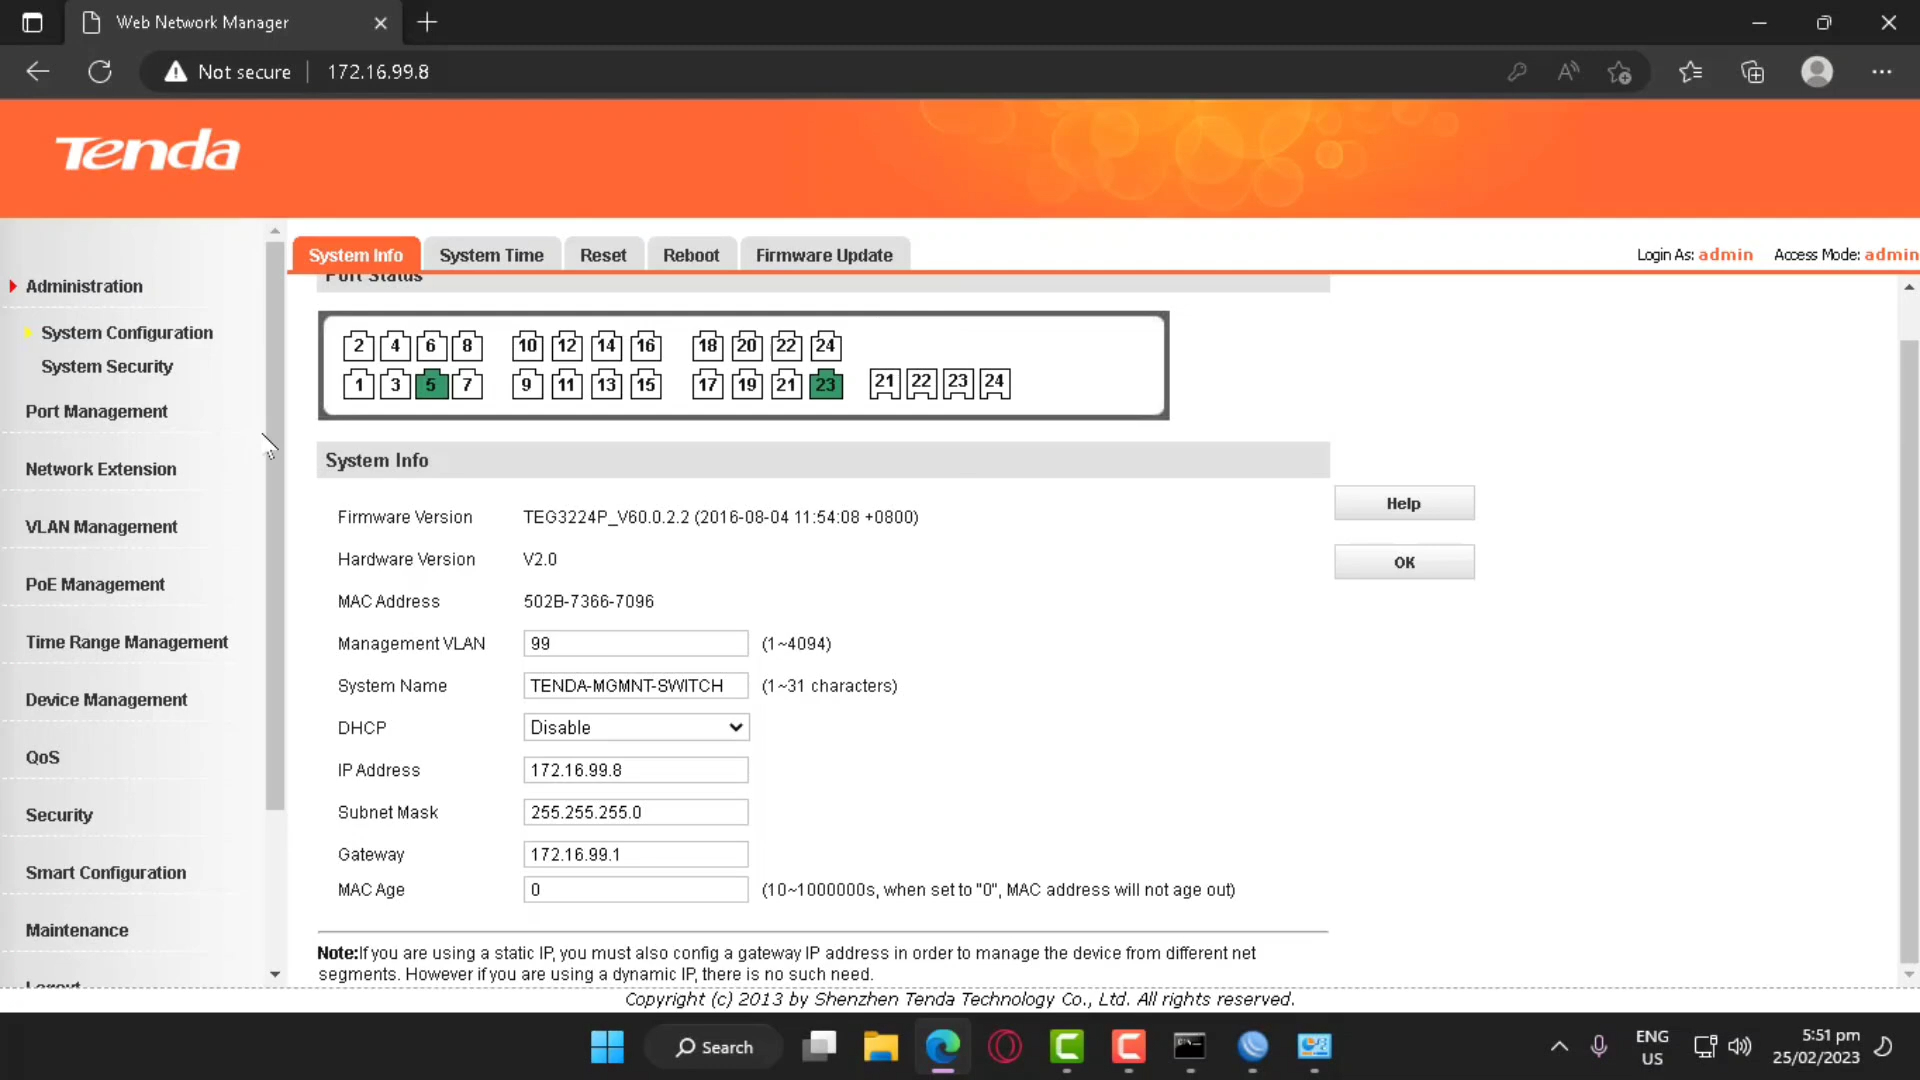 Web Network Manager
Not secure 172.16.99.8
Tenda
System Info System Time Reset Reboot Firmware Update Login As: admin Access Mode: admin
Administration
System Configuration
System Security
Port Management
Network Extension
VLAN Management
PoE Management
Time Range Management
Device Management
QoS
Security
Smart Configuration
Maintenance
Logout
Port Status
2 4 6 8 10 12 14 16 18 20 22 24
1 3 5 7 9 11 13 15 17 19 21 23 21 22 23 24
System Info
Firmware Version TEG3224P_V60.0.2.2 (2016-08-04 11:54:08 +0800)
Hardware Version V2.0
MAC Address 502B-7366-7096
Management VLAN 99 (1~4094)
System Name TENDA-MGMNT-SWITCH (1~31 characters)
DHCP Disable
IP Address 172.16.99.8
Subnet Mask 255.255.255.0
Gateway 172.16.99.1
MAC Age 0 (10~1000000s, when set to "0", MAC address will not age out)
Help
OK
Note:If you are using a static IP, you must also config a gateway IP address in order to manage the device from different net
segments. However if you are using a dynamic IP, there is no such need.
Copyright (c) 2013 by Shenzhen Tenda Technology Co., Ltd. All rights reserved.
Search
ENG
US
5:51 pm
25/02/2023